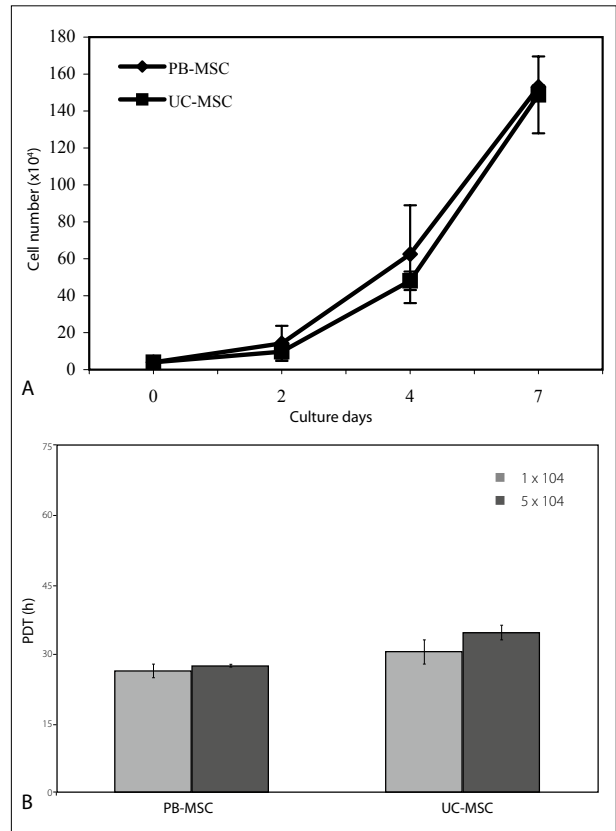 180
160
140
120
100
80
60
40
20
0
Cell number (x10⁴)
PB-MSC
UC-MSC
0 2 4 7
Culture days
A
75
60
45
30
15
0
PDT (h)
1 x 104
5 x 104
PB-MSC UC-MSC
B